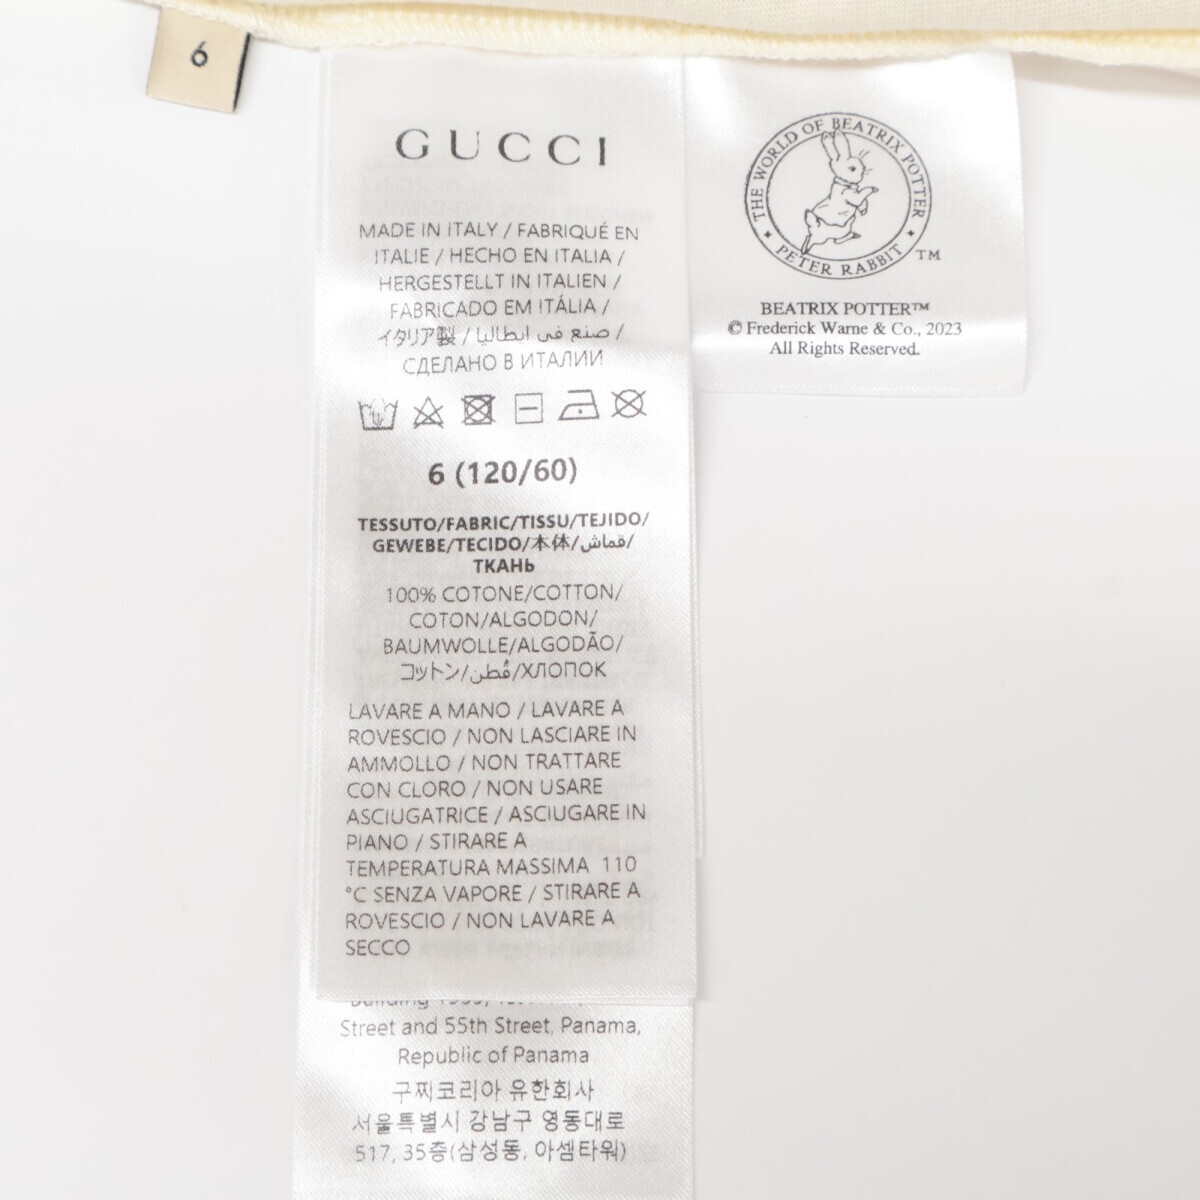 6
GUCCI
MADE IN ITALY / FABRIQUÉ EN
ITALIE / HECHO EN ITALIA /
HERGESTELLT IN ITALIEN /
FABRICADO EM ITÁLIA /
イタリア製 / صنع في ايطاليا /
СДЕЛАНО В ИТАЛИИ
6 (120/60)
TESSUTO/FABRIC/TISSU/TEJIDO/
GEWEBE/TECIDO/本体/قماش/
ТКАНЬ
100% COTONE/COTTON/
COTON/ALGODON/
BAUMWOLLE/ALGODÃO/
コットン/قُطن/ХЛОПОК
LAVARE A MANO / LAVARE A
ROVESCIO / NON LASCIARE IN
AMMOLLO / NON TRATTARE
CON CLORO / NON USARE
ASCIUGATRICE / ASCIUGARE IN
PIANO / STIRARE A
TEMPERATURA MASSIMA 110
°C SENZA VAPORE / STIRARE A
ROVESCIO / NON LAVARE A
SECCO
Street and 55th Street, Panama,
Republic of Panama
구찌코리아 유한회사
서울특별시 강남구 영동대로
517, 35층(삼성동, 아셈타워)
THE WORLD OF BEATRIX POTTER
PETER RABBIT ™
BEATRIX POTTER™
© Frederick Warne & Co., 2023
All Rights Reserved.